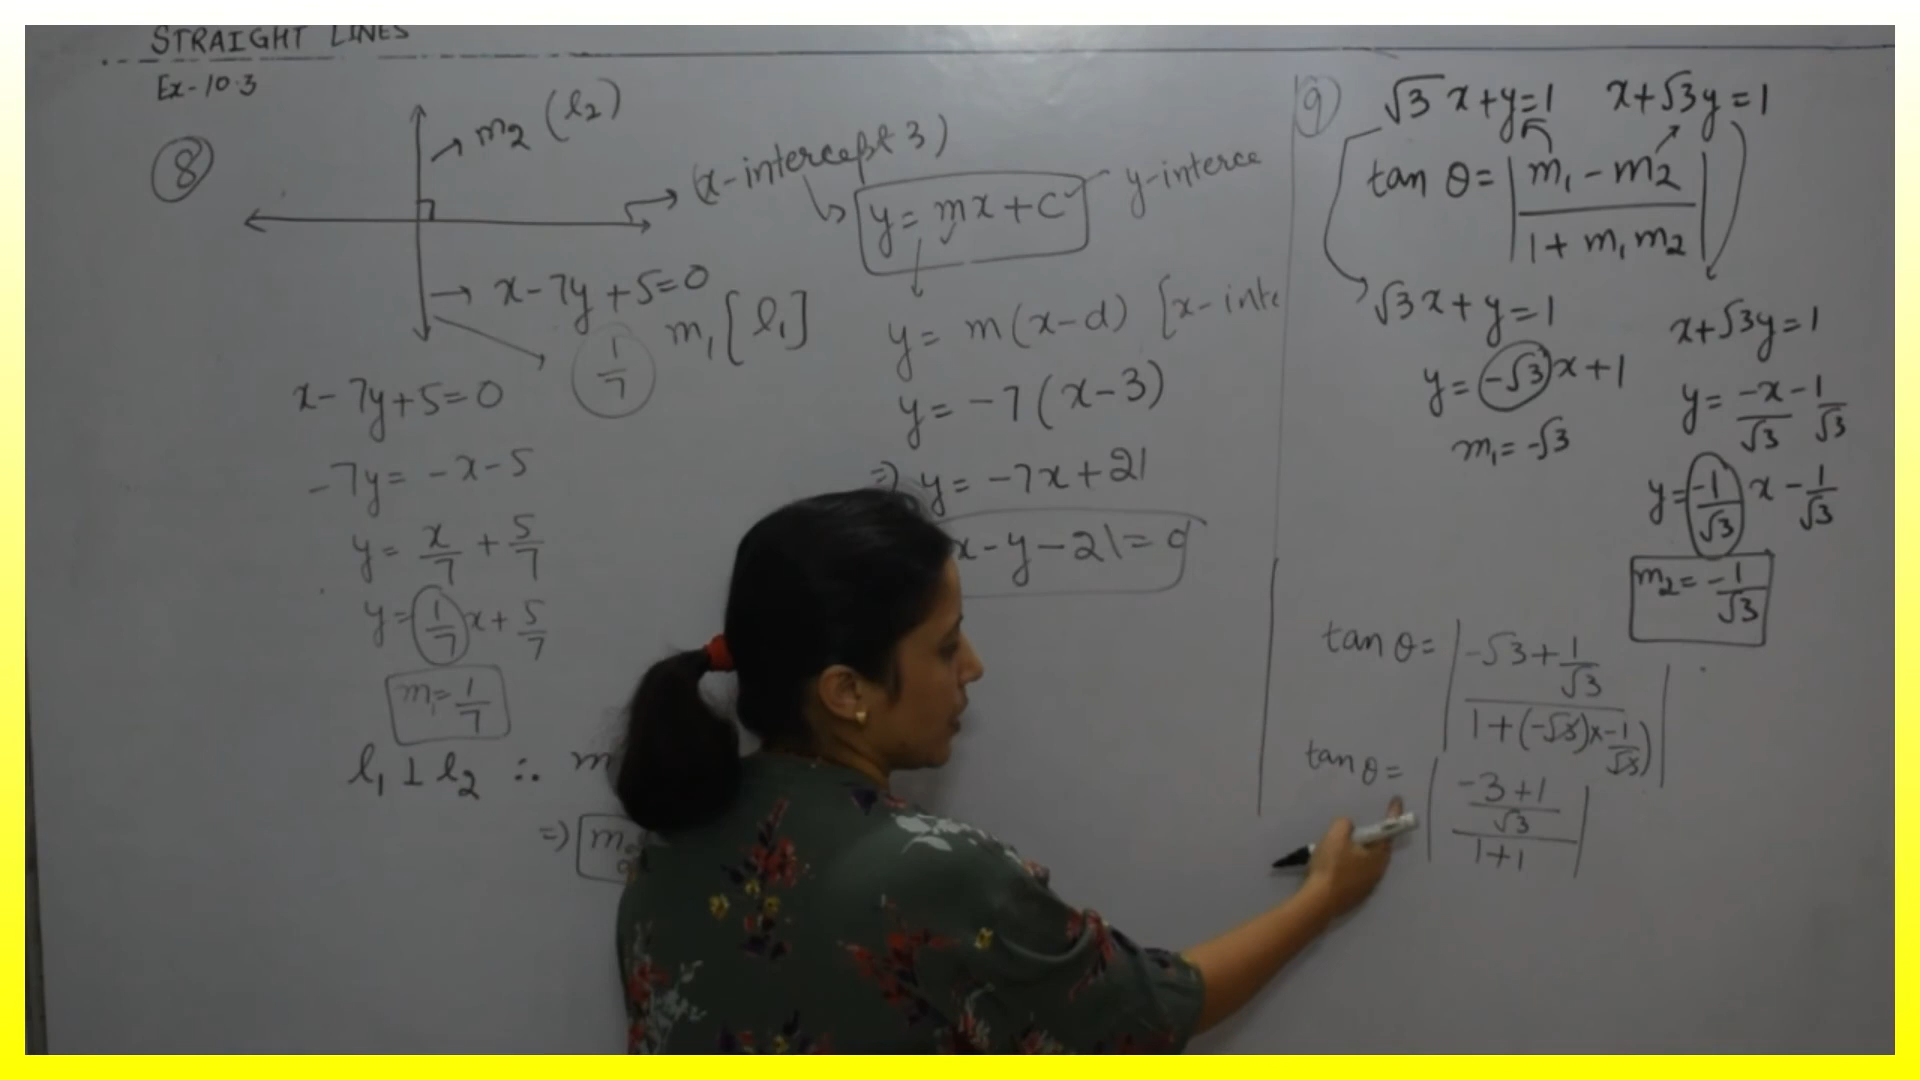 STRAIGHT LINES
Ex-10.3
8
m2 (l2)
(x-intercept 3)
y = mx + c
y-interce
x - 7y + 5 = 0
m1 [l1]
1/7
x - 7y + 5 = 0
-7y = -x - 5
y = x/7 + 5/7
y = 1/7 x + 5/7
m1 = 1/7
l1 ⊥ l2 ∴ m
=) m2
y = m(x-d) [x-inte
y = -7(x-3)
=) y = -7x + 21
x - y - 21 = 0
9) √3 x + y = 1 x + √3y = 1
tan θ = | m1 - m2 / 1 + m1 m2 |
√3x + y = 1
y = -√3 x + 1
m1 = -√3
x + √3y = 1
y = -x/√3 - 1/√3
y = -1/√3 x - 1/√3
m2 = -1/√3
tan θ = | -√3 + 1/√3 / 1 + (-√3) x -1/√3) |
tan θ = | -3 + 1/√3 / 1 + 1 |